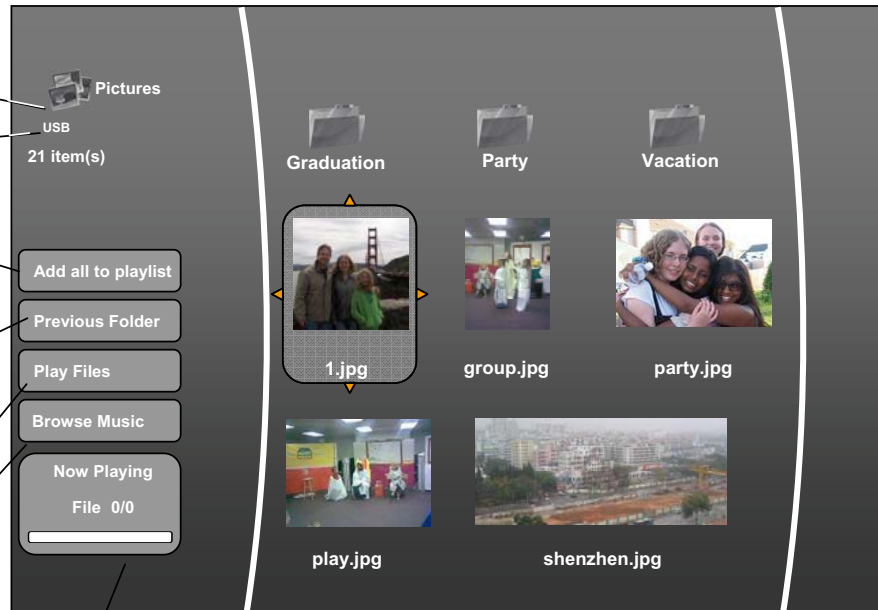 Pictures
USB
21 item(s)
Add all to playlist
Previous Folder
Play Files
Browse Music
Now Playing
File 0/0
Graduation
Party
Vacation
1.jpg
group.jpg
party.jpg
play.jpg
shenzhen.jpg